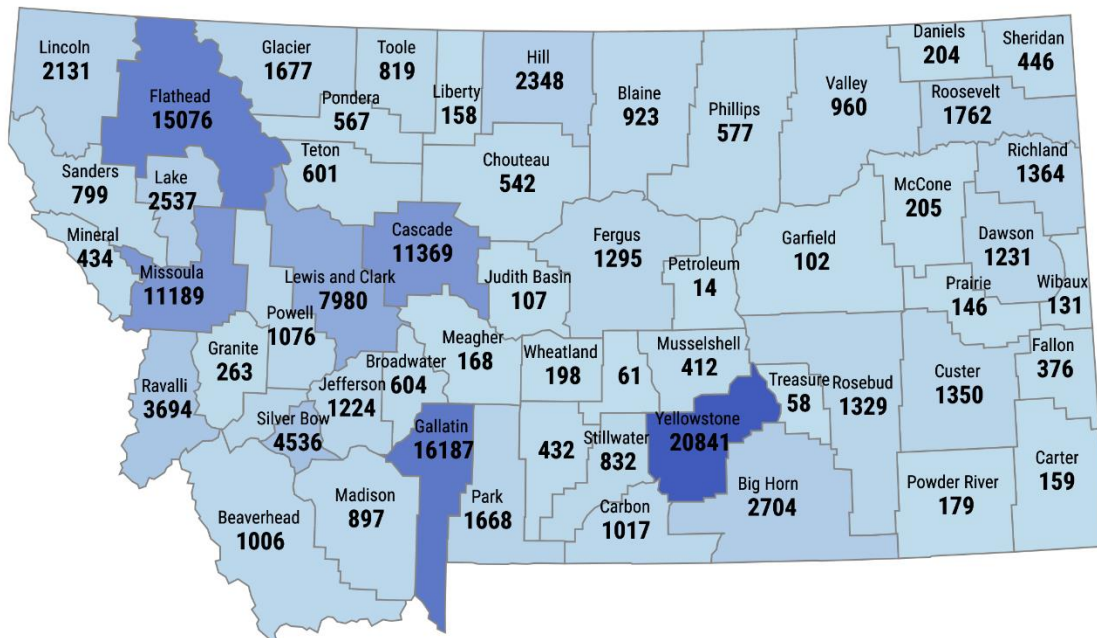 Lincoln
2131
Flathead
15076
Glacier
1677
Toole
819
Pondera
567
Liberty
158
Hill
2348
Blaine
923
Phillips
577
Valley
960
Daniels
204
Sheridan
446
Roosevelt
1762
Richland
1364
Sanders
799
Lake
2537
Teton
601
Chouteau
542
McCone
205
Mineral
434
Missoula
11189
Lewis and Clark
7980
Cascade
11369
Judith Basin
107
Fergus
1295
Petroleum
14
Garfield
102
Dawson
1231
Prairie
146
Wibaux
131
Powell
1076
Granite
263
Ravalli
3694
Jefferson
1224
Broadwater
604
Meagher
168
Wheatland
198
61
Musselshell
412
Treasure
58
Rosebud
1329
Custer
1350
Fallon
376
Silver Bow
4536
Gallatin
16187
432
Stillwater
832
Yellowstone
20841
Beaverhead
1006
Madison
897
Park
1668
Carbon
1017
Big Horn
2704
Powder River
179
Carter
159